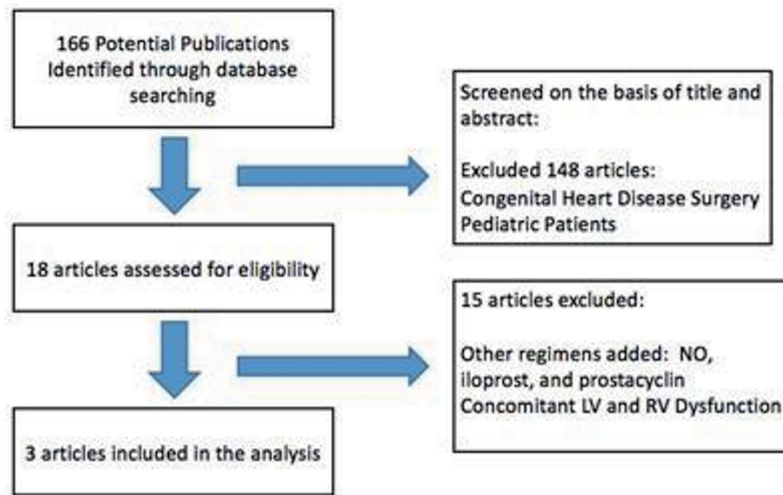 166 Potential Publications
Identified through database
searching
Screened on the basis of title and
abstract:
Excluded 148 articles:
Congenital Heart Disease Surgery
Pediatric Patients
18 articles assessed for eligibility
15 articles excluded:
Other regimens added: NO,
iloprost, and prostacyclin
Concomitant LV and RV Dysfunction
3 articles included in the analysis